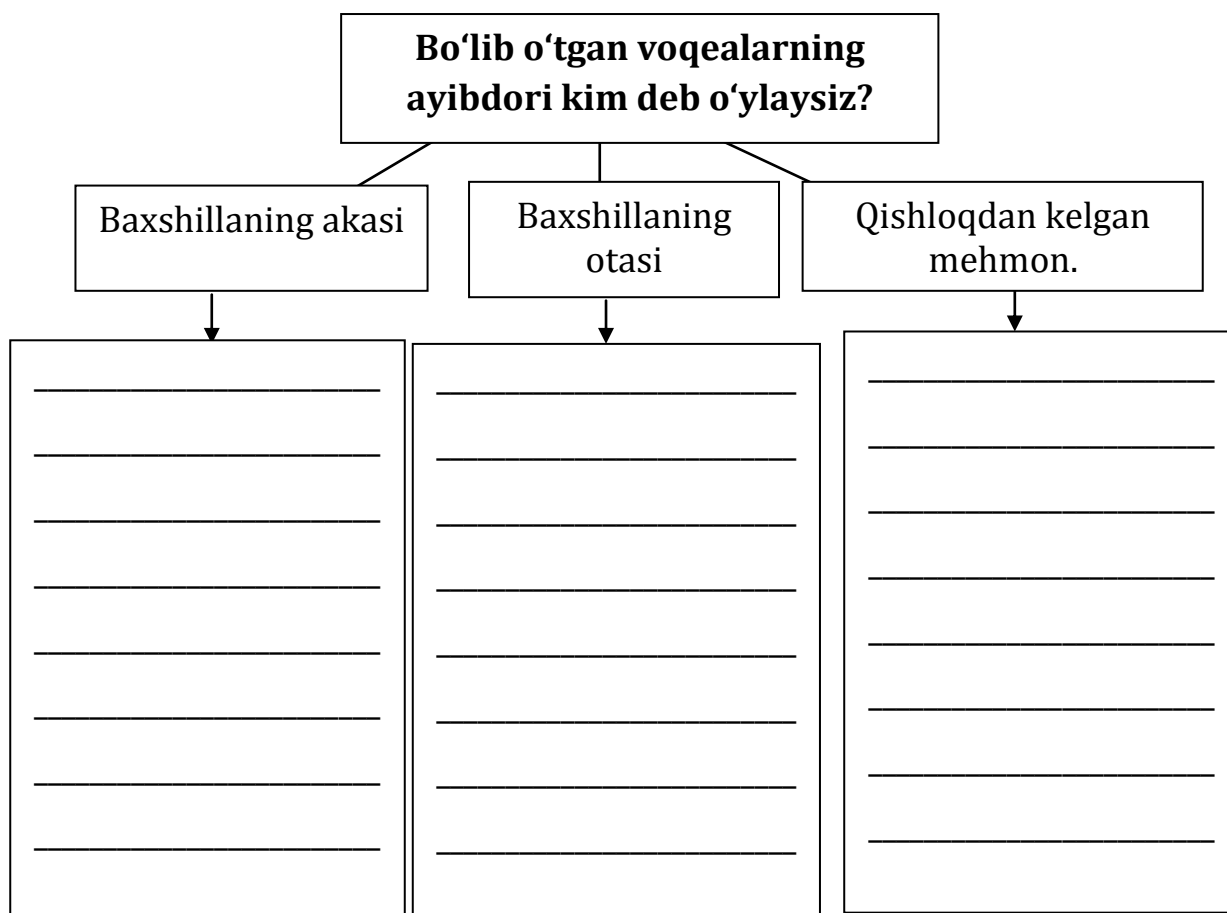 Bo‘lib o‘tgan voqealarning
ayibdori kim deb o‘ylaysiz?
Baxshillaning akasi
Baxshillaning
otasi
Qishloqdan kelgan
mehmon.